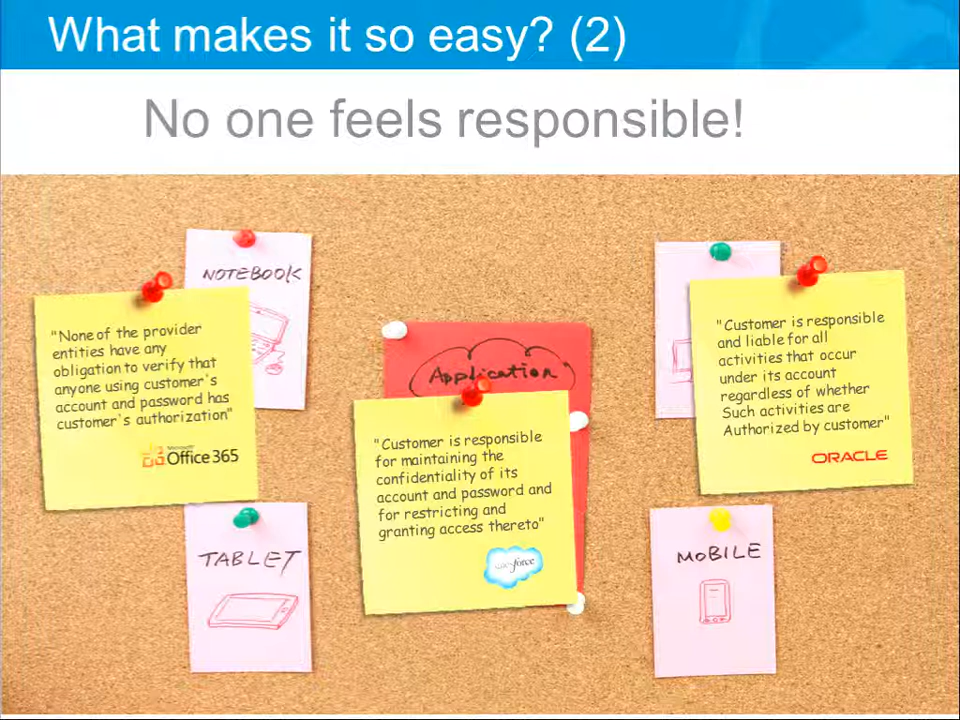 What makes it so easy? (2)
No one feels responsible!
NOTEBOOK
"None of the provider
entities have any
obligation to verify that
anyone using customer's
account and password has
customer's authorization"
Microsoft
Office 365
Application
"Customer is responsible
for maintaining the
confidentiality of its
account and password and
for restricting and
granting access thereto"
salesforce
"Customer is responsible
and liable for all
activities that occur
under its account
regardless of whether
Such activities are
Authorized by customer"
ORACLE
TABLET
MOBILE